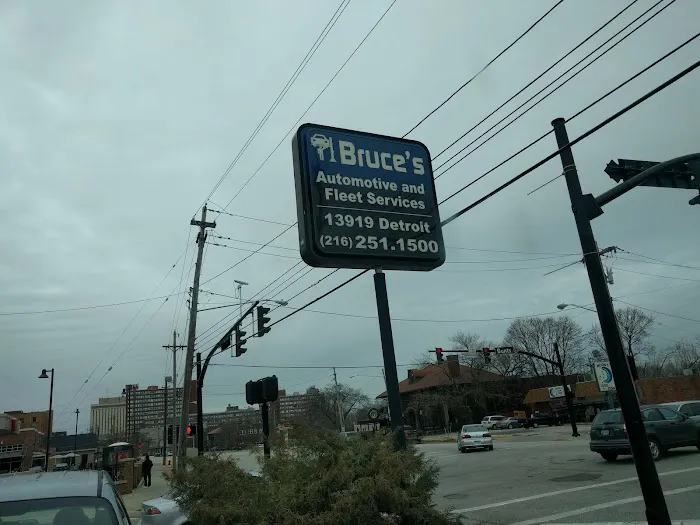 Bruce's
Automotive and
Fleet Services
13919 Detroit
(216) 251.1500